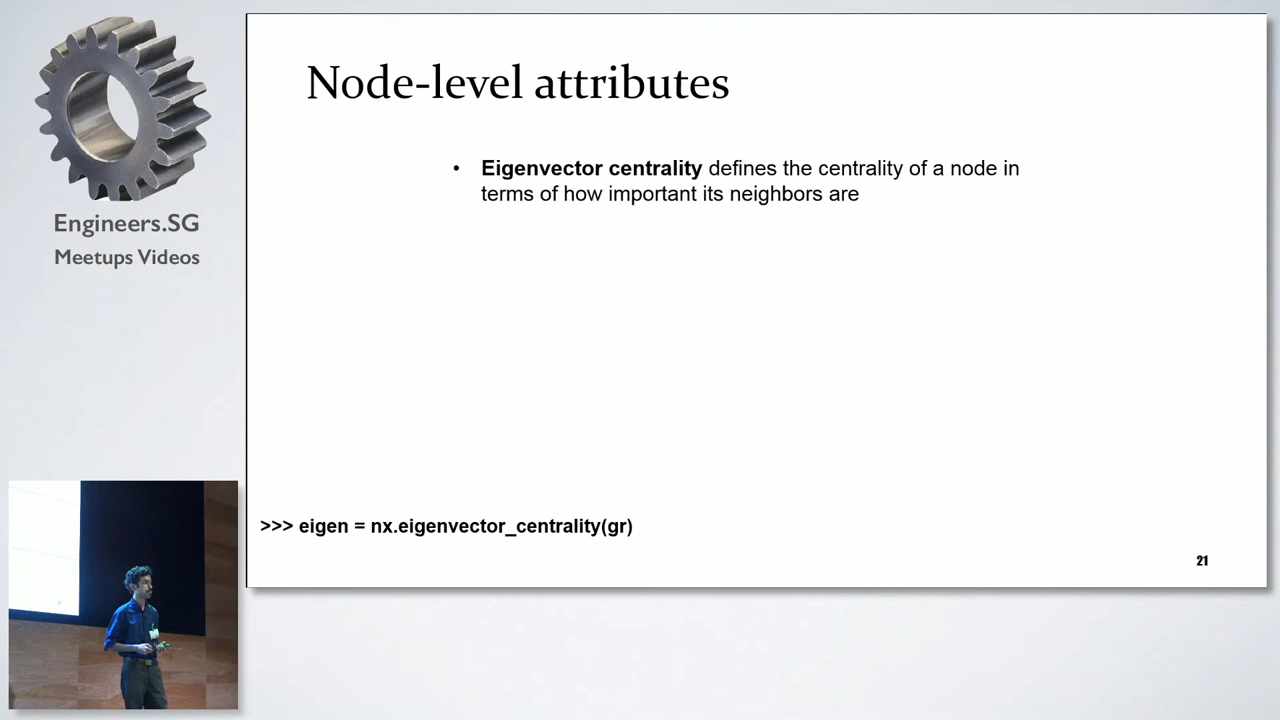 Engineers.SG
Meetups Videos
Node-level attributes
• Eigenvector centrality defines the centrality of a node in
terms of how important its neighbors are
>>> eigen = nx.eigenvector_centrality(gr)
21